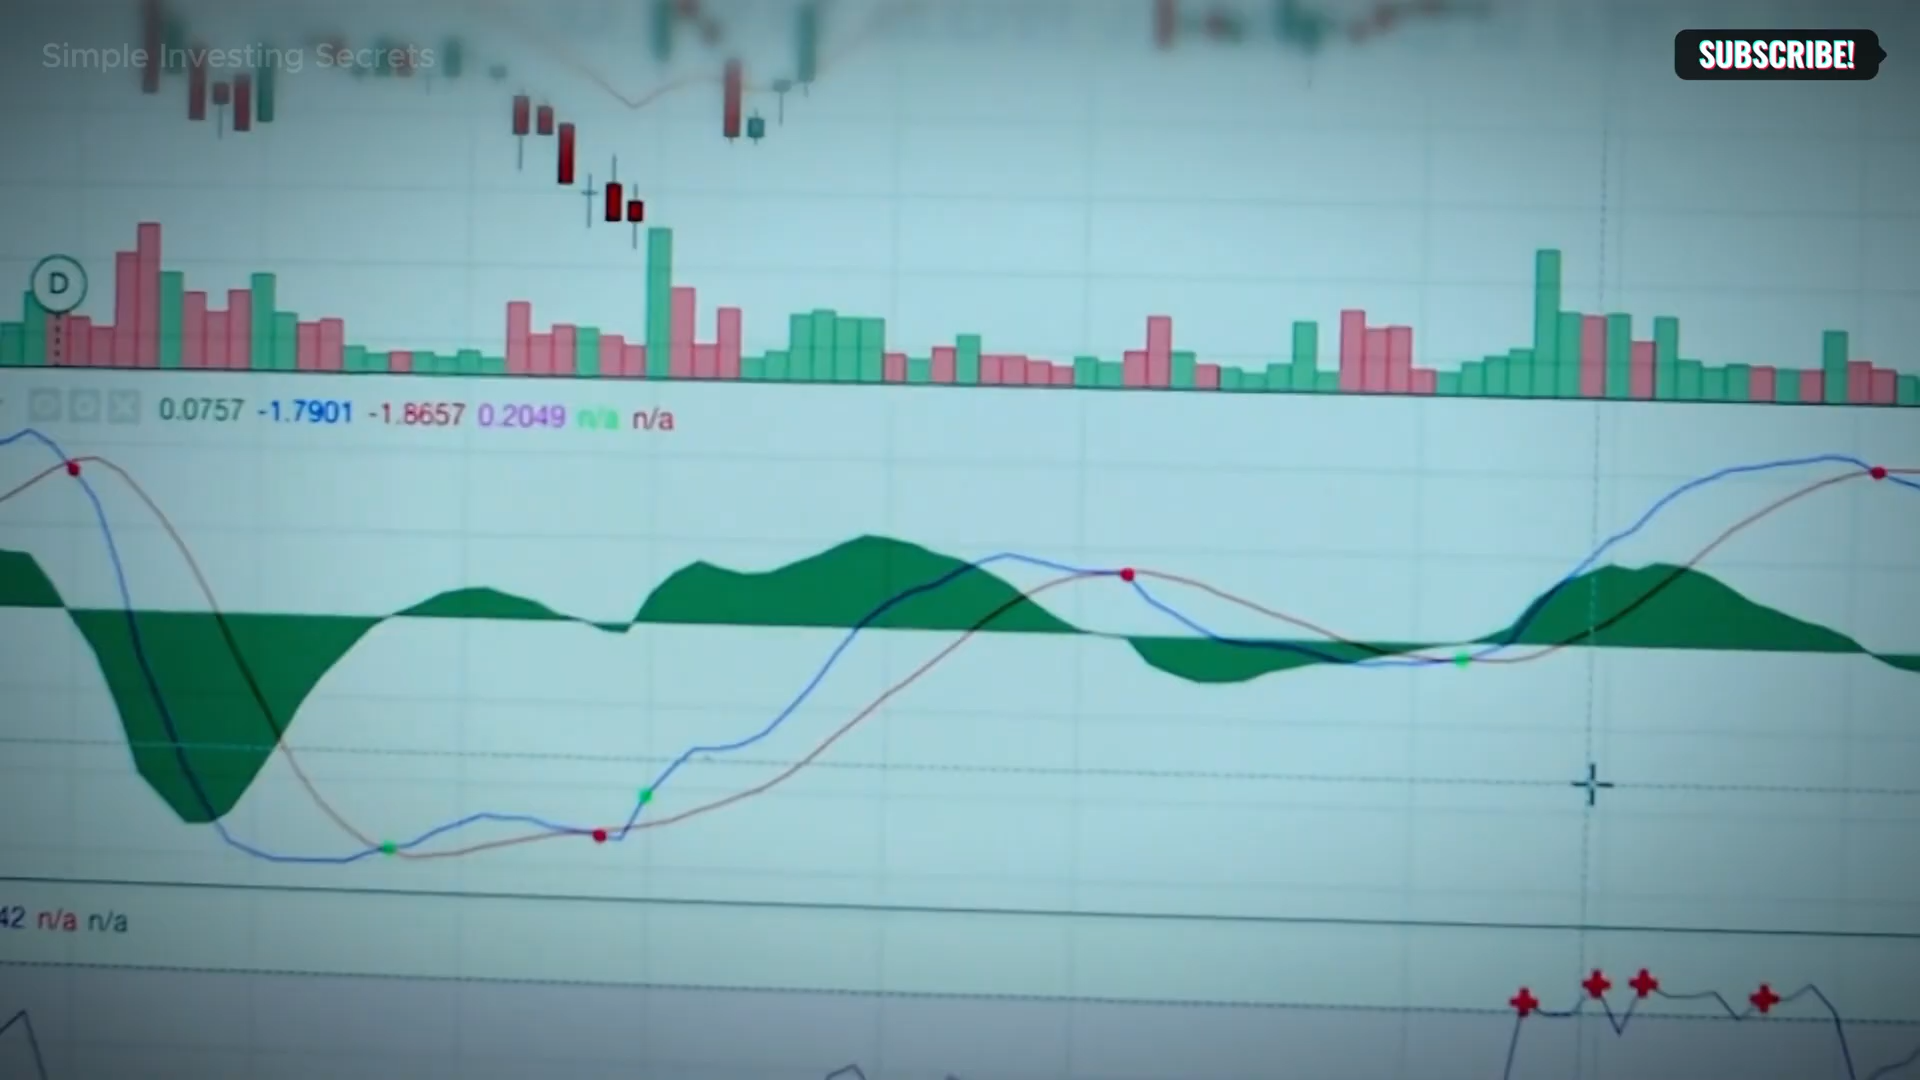 Simple Investing Secrets
SUBSCRIBE!
D
0.0757 -1.7901 -1.8657 0.2049 n/a n/a
42 n/a n/a